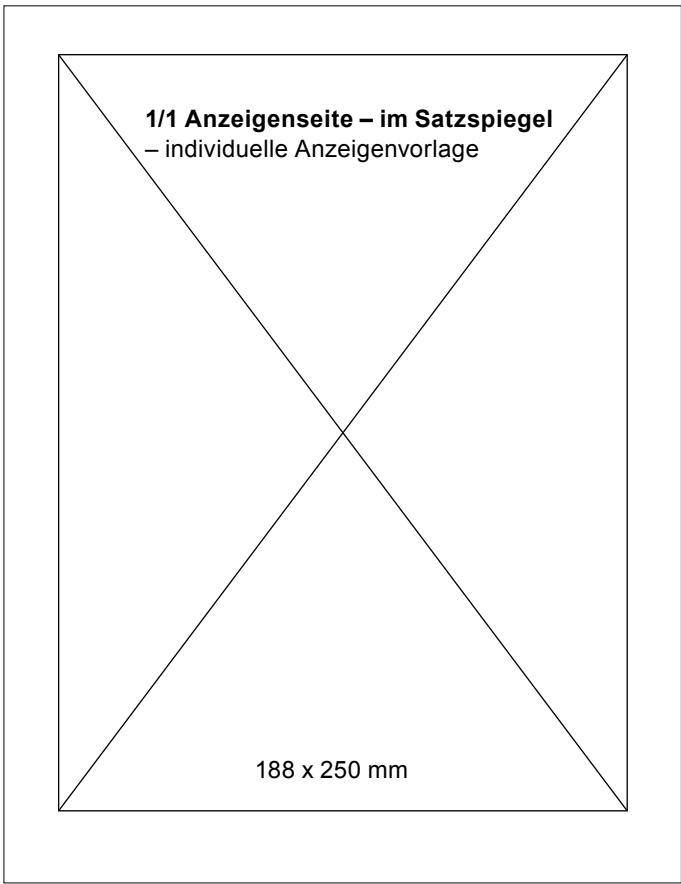 1/1 Anzeigenseite – im Satzspiegel
– individuelle Anzeigenvorlage
188 x 250 mm